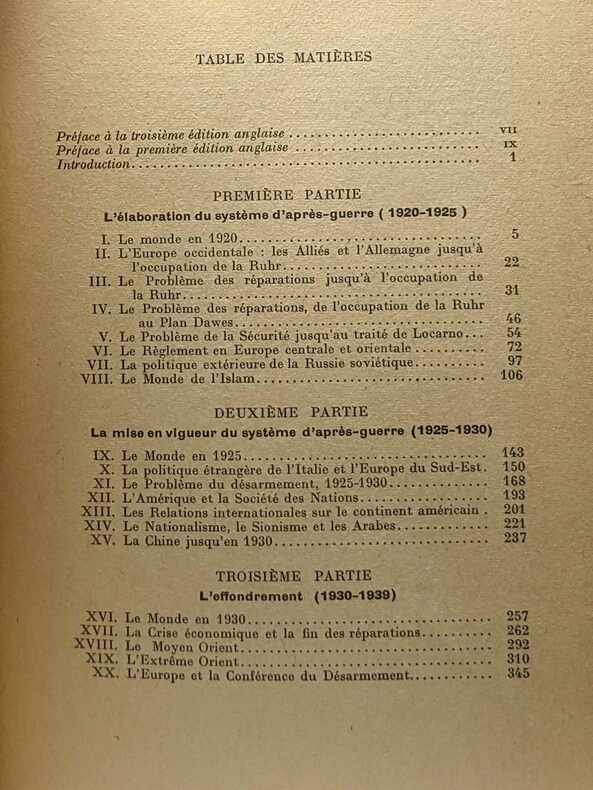 TABLE DES MATIÈRES
Préface à la troisième édition anglaise ........................... VII
Préface à la première édition anglaise ........................... IX
Introduction.................................................. 1
PREMIÈRE PARTIE
L'élaboration du système d'après-guerre (1920-1925)
I. Le monde en 1920.................................... 5
II. L'Europe occidentale : les Alliés et l'Allemagne jusqu'à
l'occupation de la Ruhr............................ 22
III. Le Problème des réparations jusqu'à l'occupation de
la Ruhr.......................................... 31
IV. Le Problème des réparations, de l'occupation de la Ruhr
au Plan Dawes.................................... 46
V. Le Problème de la Sécurité jusqu'au traité de Locarno... 54
VI. Le Règlement en Europe centrale et orientale ........... 72
VII. La politique extérieure de la Russie soviétique........... 97
VIII. Le Monde de l'Islam.................................. 106
DEUXIÈME PARTIE
La mise en vigueur du système d'après-guerre (1925-1930)
IX. Le Monde en 1925.................................... 143
X. La politique étrangère de l'Italie et l'Europe du Sud-Est. 150
XI. Le Problème du désarmement, 1925-1930............... 168
XII. L'Amérique et la Société des Nations................... 193
XIII. Les Relations internationales sur le continent américain . 201
XIV. Le Nationalisme, le Sionisme et les Arabes.............. 221
XV. La Chine jusqu'en 1930............................... 237
TROISIÈME PARTIE
L'effondrement (1930-1939)
XVI. Le Monde en 1930.................................... 257
XVII. La Crise économique et la fin des réparations.......... 262
XVIII. Le Moyen Orient..................................... 292
XIX. L'Extrême Orient..................................... 310
XX. L'Europe et la Conférence du Désarmement............ 345